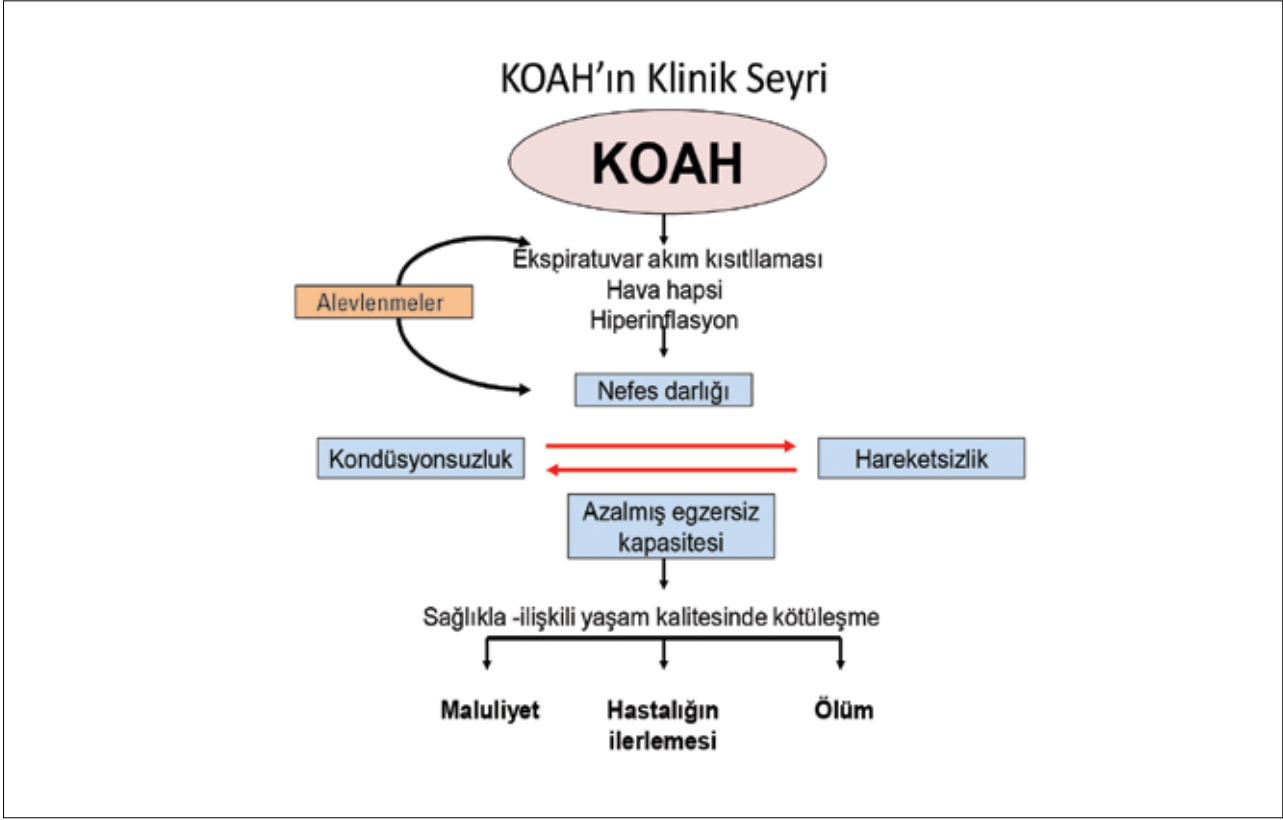 KOAH'ın Klinik Seyri
KOAH
Ekspiratuvar akım kısıtllaması
Hava hapsi
Hiperinflasyon
Alevlenmeler
Nefes darlığı
Kondüsyonsuzluk
Hareketsizlik
Azalmış egzersiz
kapasitesi
Sağlıkla -ilişkili yaşam kalitesinde kötüleşme
Maluliyet
Hastalığın
ilerlemesi
Ölüm